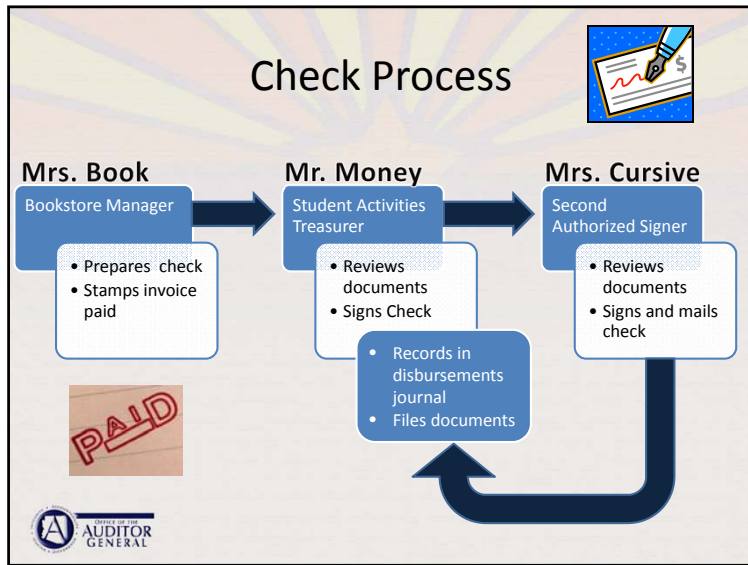 Check Process
$
Mrs. Book
Bookstore Manager
• Prepares check
• Stamps invoice
paid
Mr. Money
Student Activities
Treasurer
• Reviews
documents
• Signs Check
• Records in
disbursements
journal
• Files documents
Mrs. Cursive
Second
Authorized Signer
• Reviews
documents
• Signs and mails
check
PAID
A
OFFICE OF THE
AUDITOR
GENERAL